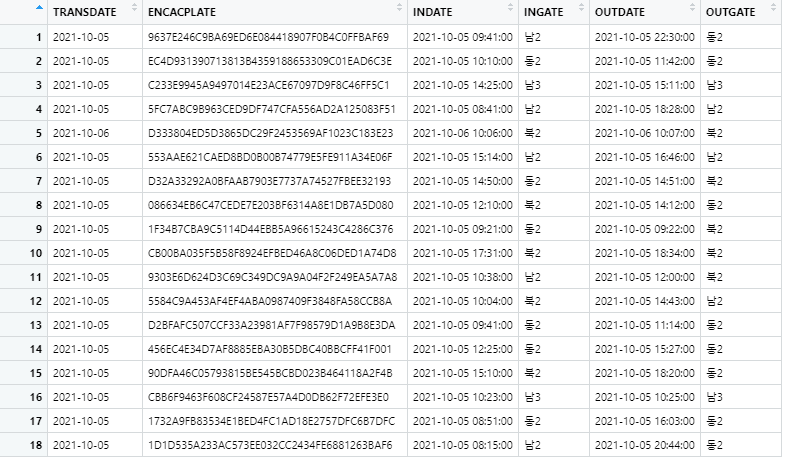 TRANSDATE ENCACPLATE INDATE INGATE OUTDATE OUTGATE
1 2021-10-05 9637E246C9BA69ED6E084418907F0B4C0FFBAF69 2021-10-05 09:41:00 남2 2021-10-05 22:30:00 동2
2 2021-10-05 EC4D931390713813B4359188653309C01EAD6C3E 2021-10-05 10:10:00 동2 2021-10-05 11:42:00 동2
3 2021-10-05 C233E9945A9497014E23ACE67097D9F8C46FF5C1 2021-10-05 14:25:00 남3 2021-10-05 15:11:00 남3
4 2021-10-05 5FC7ABC9B963CED9DF747CFA556AD2A125083F51 2021-10-05 08:41:00 남2 2021-10-05 18:28:00 남2
5 2021-10-06 D333804ED5D3865DC29F2453569AF1023C183E23 2021-10-06 10:06:00 북2 2021-10-06 10:07:00 북2
6 2021-10-05 553AAE621CAED8BD0B00B74779E5FE911A34E06F 2021-10-05 15:14:00 남2 2021-10-05 16:46:00 남2
7 2021-10-05 D32A33292A0BFAAB7903E7737A74527FBEE32193 2021-10-05 14:50:00 동2 2021-10-05 14:51:00 북2
8 2021-10-05 086634EB6C47CEDE7E203BF6314A8E1DB7A5D080 2021-10-05 12:10:00 북2 2021-10-05 14:12:00 동2
9 2021-10-05 1F34B7CBA9C5114D44EBB5A96615243C4286C376 2021-10-05 09:21:00 동2 2021-10-05 09:22:00 북2
10 2021-10-05 CB00BA035F5B58F8924EFBED46A8C06DED1A74D8 2021-10-05 17:31:00 북2 2021-10-05 18:34:00 북2
11 2021-10-05 9303E6D624D3C69C349DC9A9A04F2F249EA5A7A8 2021-10-05 10:38:00 남2 2021-10-05 12:00:00 북2
12 2021-10-05 5584C9A453AF4EF4ABA0987409F3848FA58CCB8A 2021-10-05 10:04:00 북2 2021-10-05 14:43:00 남2
13 2021-10-05 D2BFAFC507CCF33A23981AF7F98579D1A9B8E3DA 2021-10-05 09:41:00 동2 2021-10-05 11:14:00 동2
14 2021-10-05 456EC4E34D7AF8885EBA30B5DBC40BBCFF41F001 2021-10-05 12:25:00 동2 2021-10-05 15:27:00 동2
15 2021-10-05 90DFA46C05793815BE545BCBD023B464118A2F4B 2021-10-05 15:10:00 북2 2021-10-05 18:20:00 동2
16 2021-10-05 CBB6F9463F608CF24587E57A4D0DB62F72EFE3E0 2021-10-05 10:23:00 남3 2021-10-05 10:25:00 남3
17 2021-10-05 1732A9FB83534E1BED4FC1AD18E2757DFC6B7DFC 2021-10-05 08:51:00 동2 2021-10-05 16:03:00 동2
18 2021-10-05 1D1D535A233AC573EE032CC2434FE6881263BAF6 2021-10-05 08:15:00 남2 2021-10-05 20:44:00 동2